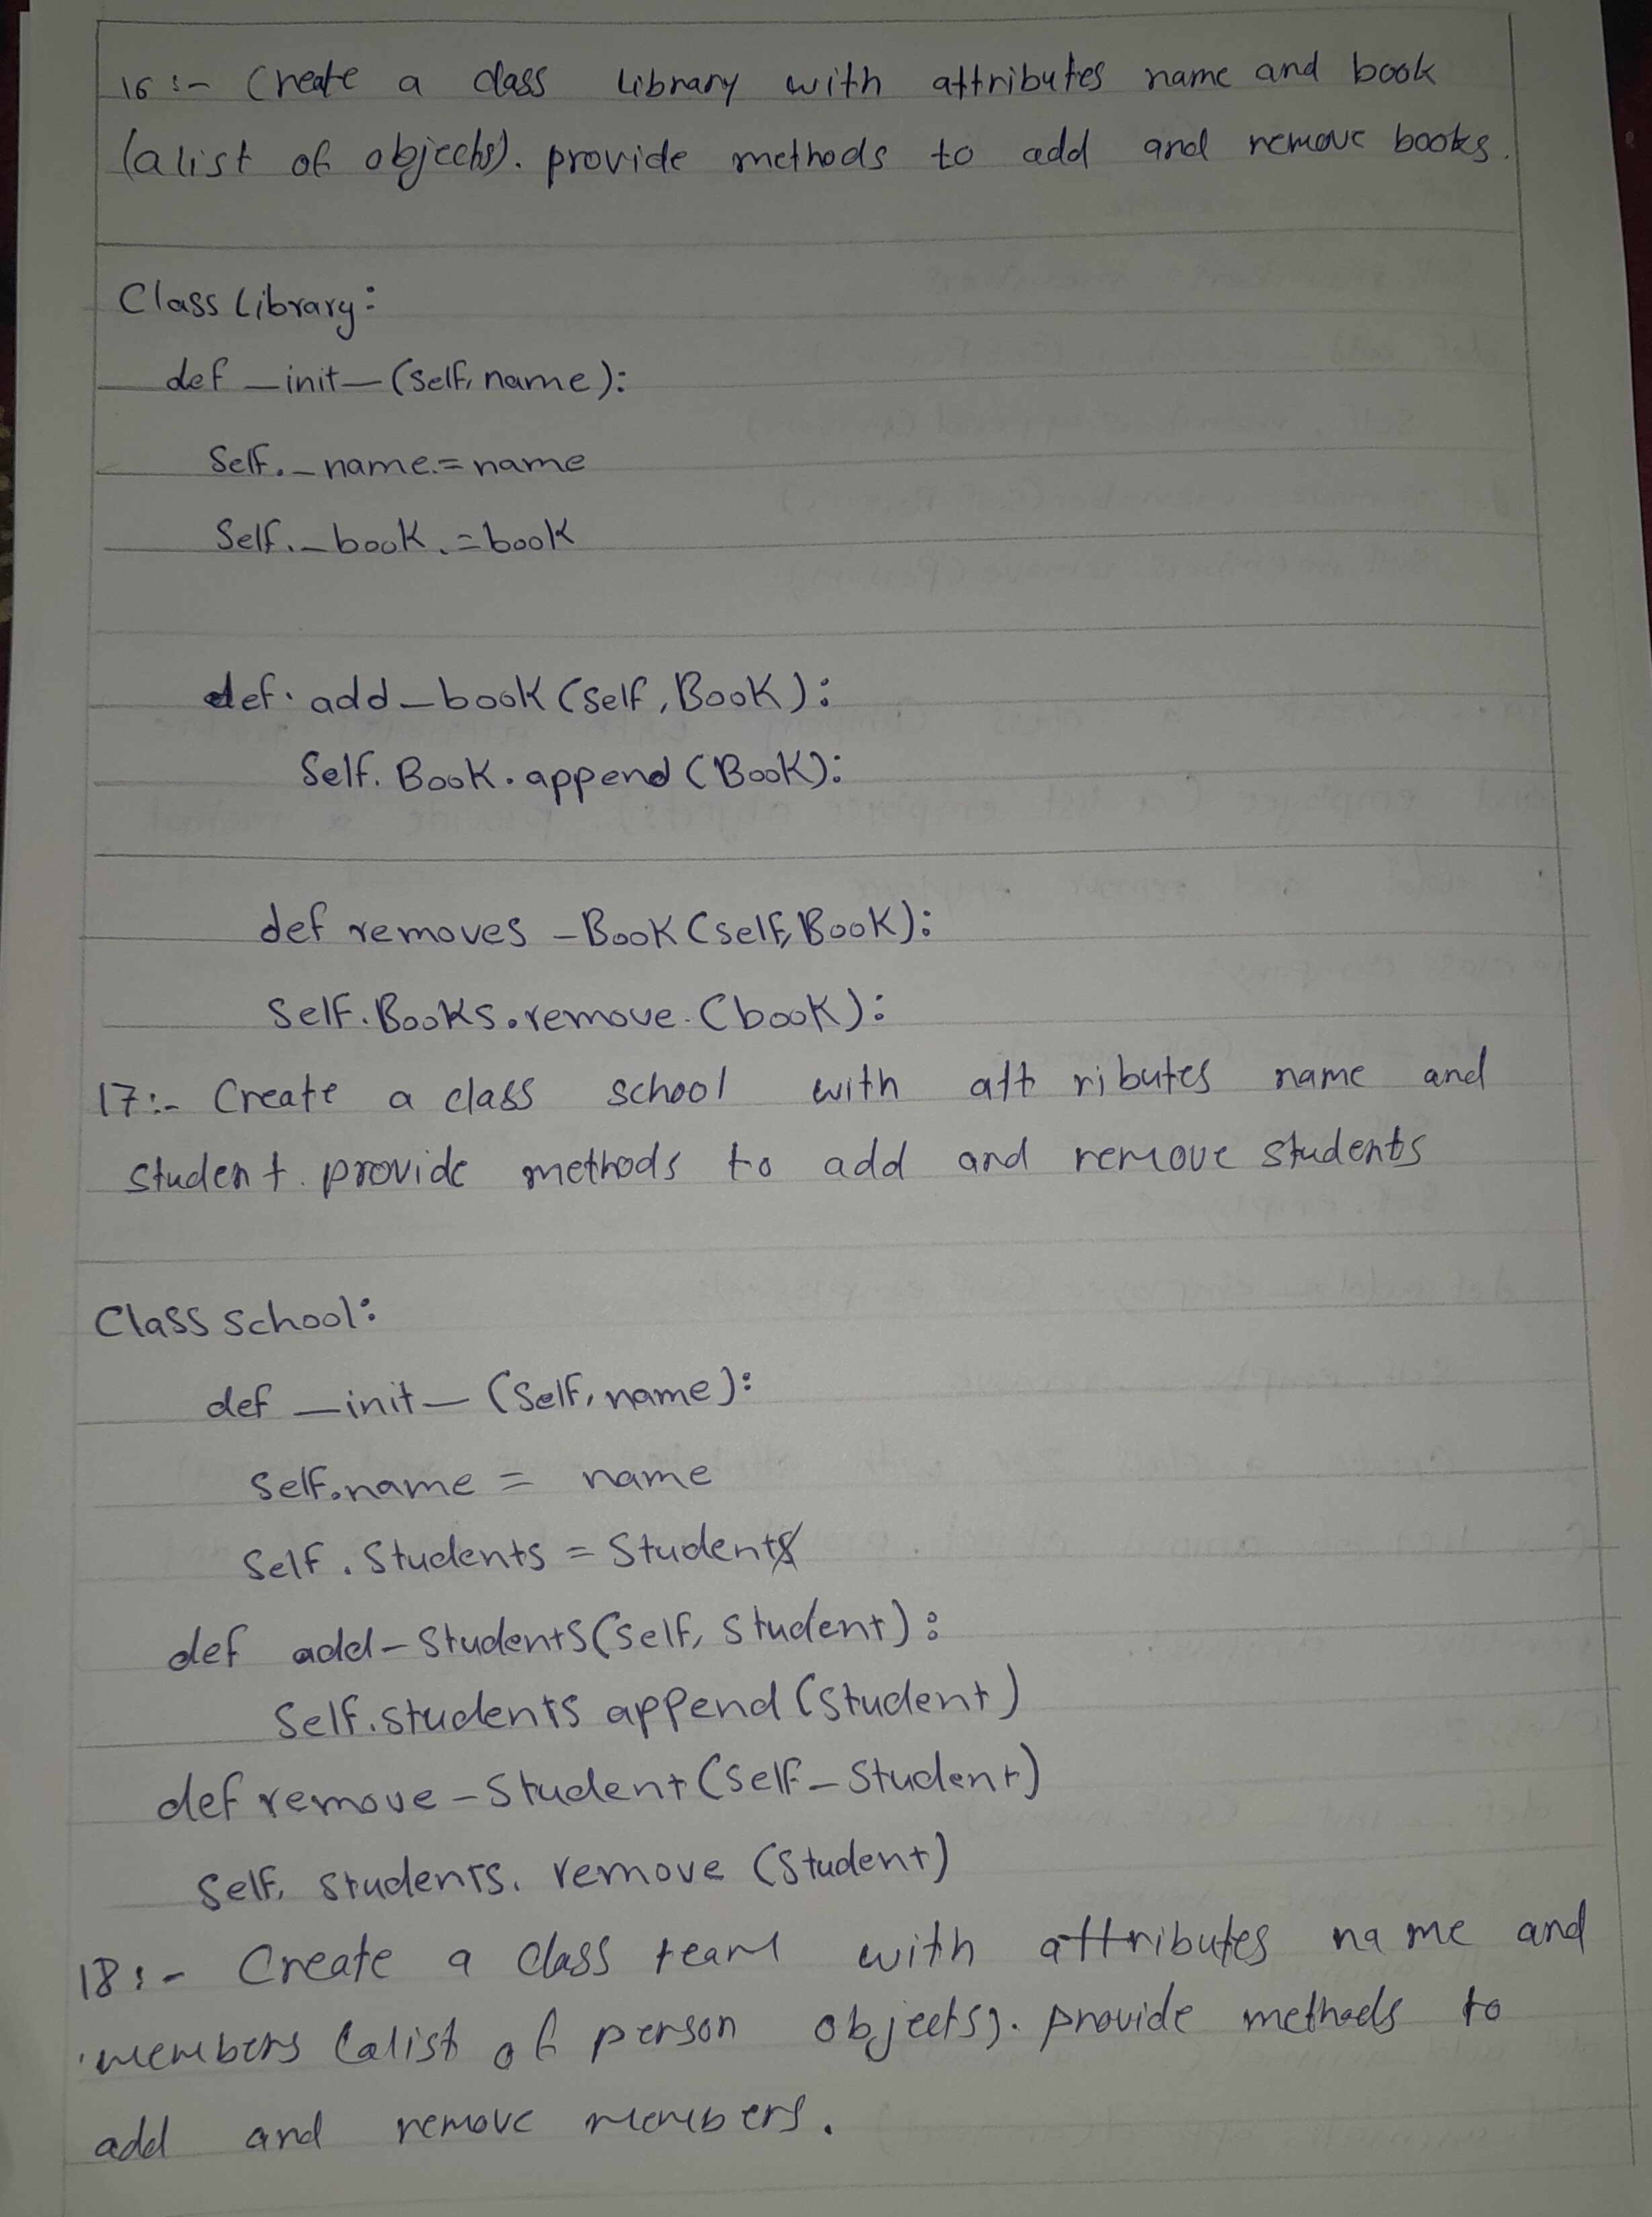 16 :- Create a class library with attributes name and book
(a list of objects). provide methods to add and remove books.
Class Library:
def _init_ (self, name):
Self._name.=name
Self._book.=book
def. add_book (self, Book):
Self. Book.append (Book):
def removes _Book (self, Book):
Self.Books.remove. (book):
17:- Create a class school with attributes name and
student. provide methods to add and remove students
Class school:
def _init_ (Self, name):
Self.name = name
Self. Students = Student
def add-Students(self, student):
Self.students append (student)
def remove-Student (Self_Student)
Self. students. remove (student)
18:- Create a class team with attributes name and
members (a list of person objects). provide methods to
add and remove members.